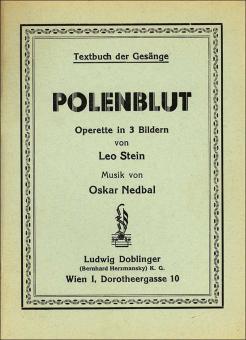 Textbuch der Gesänge
POLENBLUT
Operette in 3 Bildern
von
Leo Stein
Musik von
Oskar Nedbal
Ludwig Doblinger
(Bernhard Herzmansky) K. G.
Wien I, Dorotheergasse 10